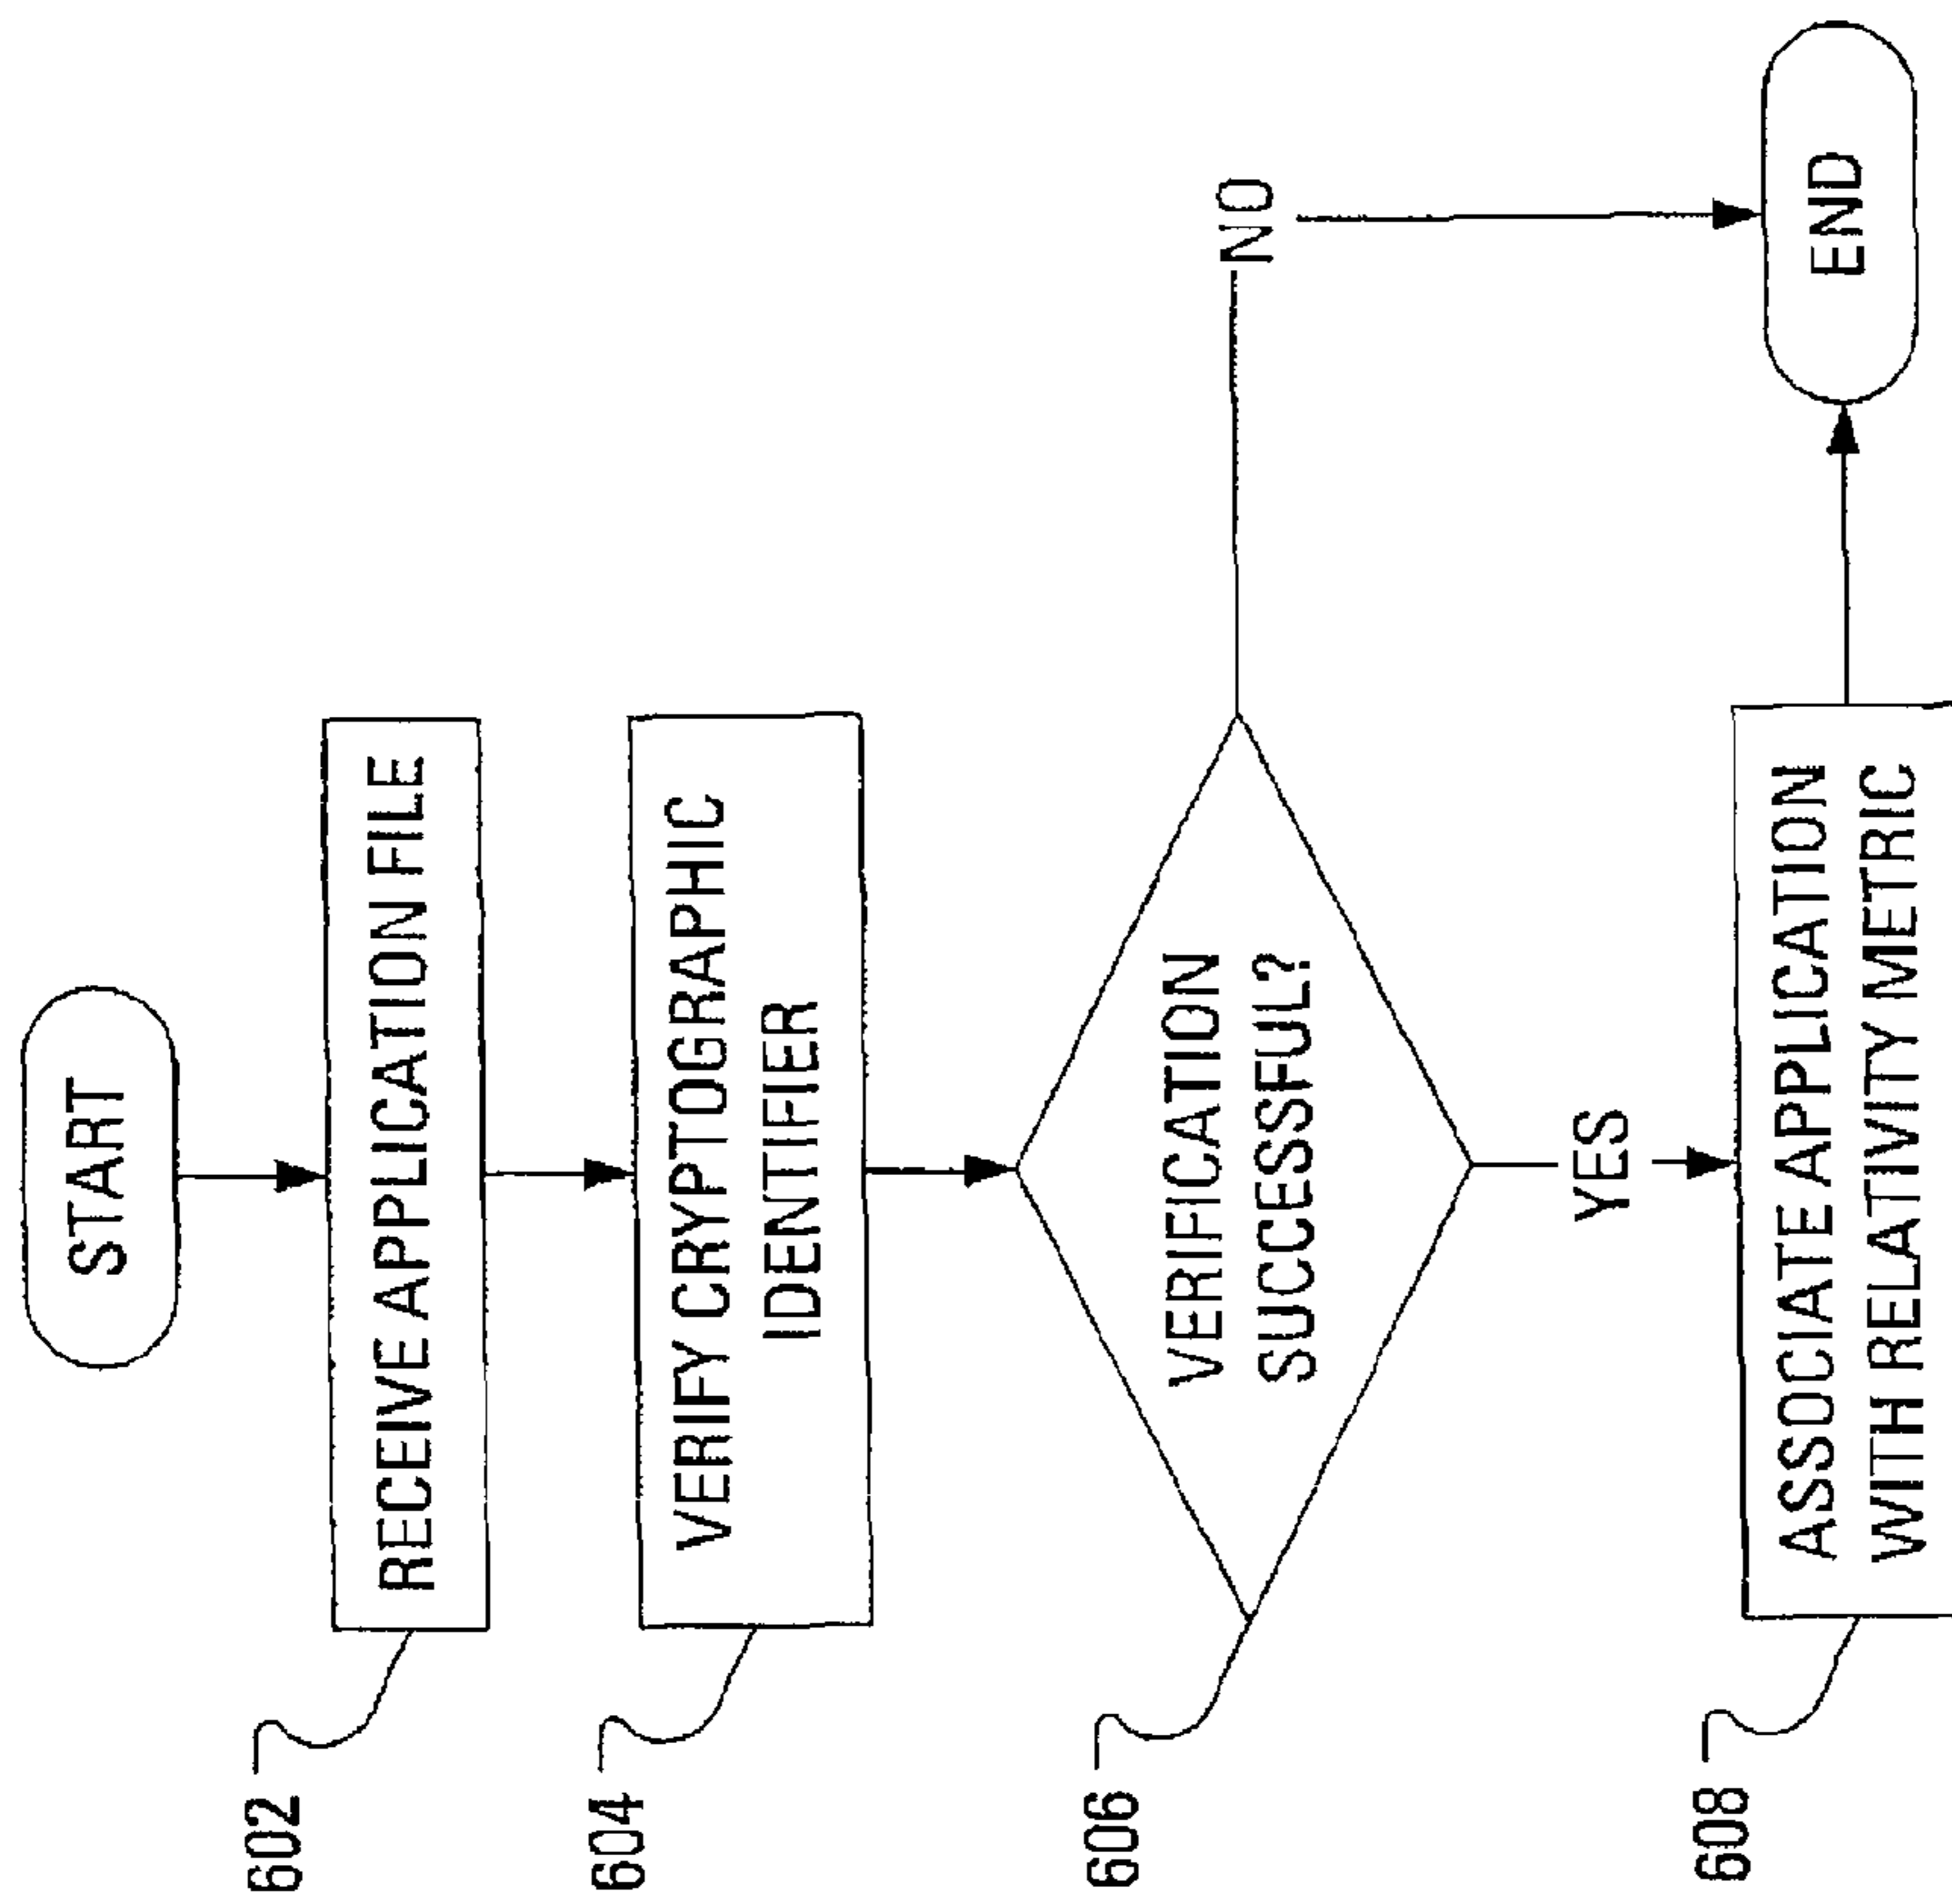 START
602
RECEIVE APPLICATION FILE
604
VERIFY CRYPTOGRAPHIC
IDENTIFIER
606
VERIFICATION
SUCCESSFUL?
NO
YES
608
ASSOCIATE APPLICATION
WITH RELATIVITY METRIC
END